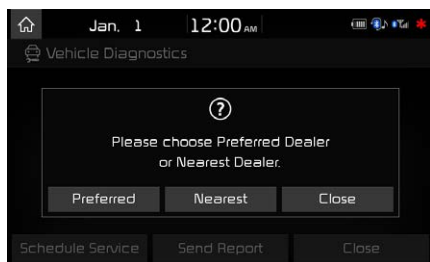 Jan. 1 12:00 AM
Vehicle Diagnostics
Please choose Preferred Dealer
or Nearest Dealer.
Preferred Nearest Close
Schedule Service Send Report Close